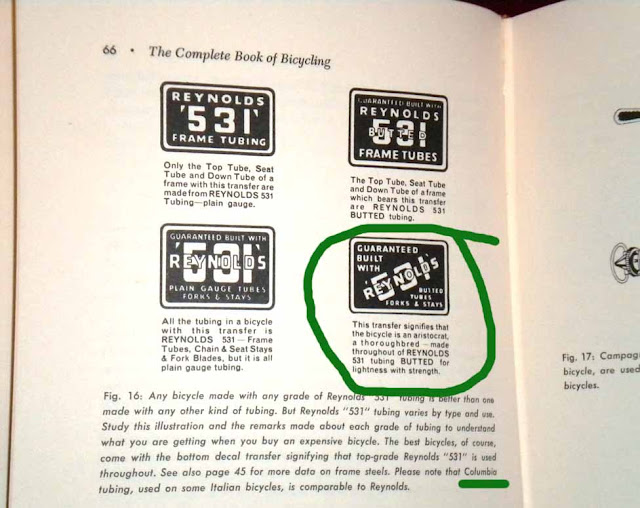 66 • The Complete Book of Bicycling
REYNOLDS
'531'
FRAME TUBING
Only the Top Tube, Seat
Tube and Down Tube of a
frame with this transfer are
made from REYNOLDS 531
Tubing—plain gauge.
GUARANTEED BUILT WITH
REYNOLDS
531
BUTTED
FRAME TUBES
The Top Tube, Seat Tube
and Down Tube of a frame
which bears this transfer
are REYNOLDS 531
BUTTED tubing.
GUARANTEED BUILT WITH
'531'
REYNOLDS
PLAIN GAUGE TUBES
FORKS & STAYS
All the tubing in a bicycle
with this transfer is
REYNOLDS 531 – Frame
Tubes, Chain & Seat Stays
& Fork Blades, but it is all
plain gauge tubing.
GUARANTEED
BUILT
WITH
'531'
REYNOLDS
BUTTED
TUBES
FORKS & STAYS
This transfer signifies that
the bicycle is an aristocrat,
a thoroughbred – made
throughout of REYNOLDS
531 tubing BUTTED for
lightness with strength.
Fig. 16: Any bicycle made with any grade of Reynolds "531" tubing is better than one
made with any other kind of tubing. But Reynolds "531" tubing varies by type and use.
Study this illustration and the remarks made about each grade of tubing to understand
what you are getting when you buy an expensive bicycle. The best bicycles, of course,
come with the bottom decal transfer signifying that top-grade Reynolds "531" is used
throughout. See also page 45 for more data on frame steels. Please note that Columbia
tubing, used on some Italian bicycles, is comparable to Reynolds.
Fig. 17: Campag
bicycle, are used
bicycles.